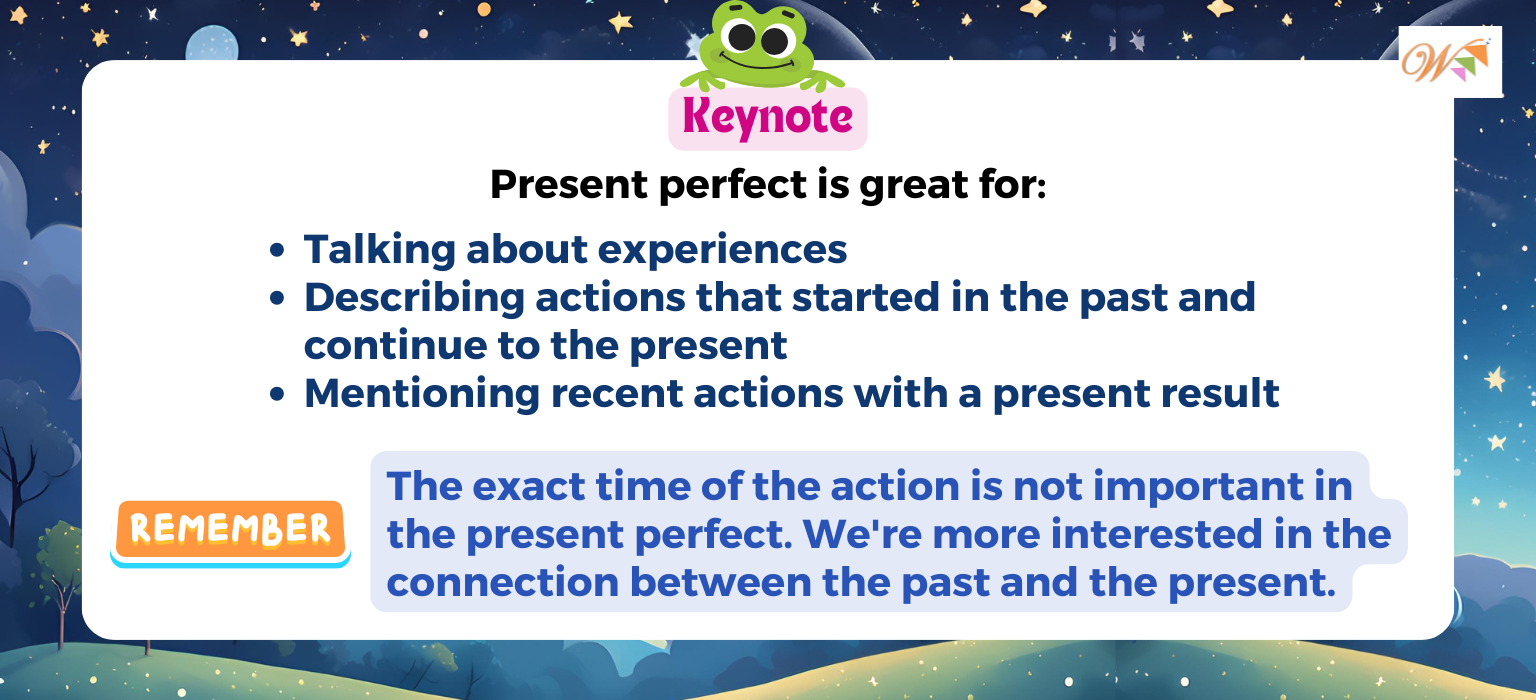 W
Keynote
Present perfect is great for:
• Talking about experiences
• Describing actions that started in the past and
continue to the present
• Mentioning recent actions with a present result
REMEMBER
The exact time of the action is not important in
the present perfect. We're more interested in the
connection between the past and the present.